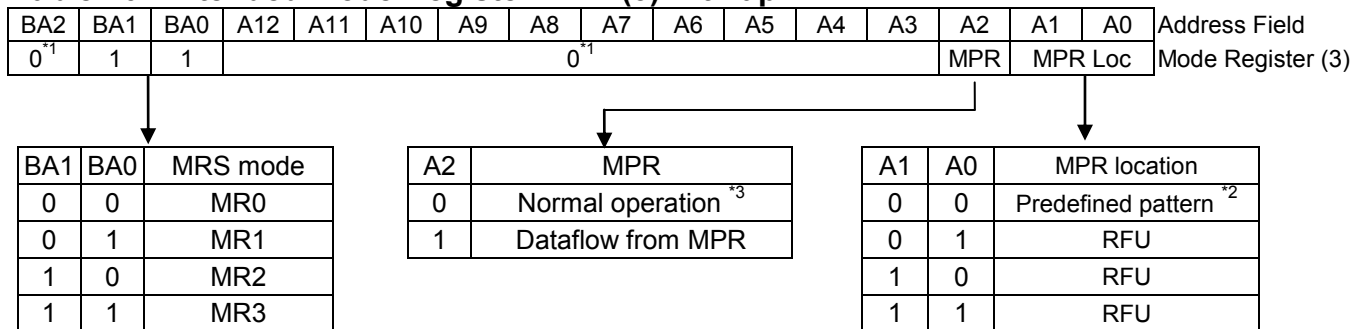 BA2 BA1 BA0 A12 A11 A10 A9 A8 A7 A6 A5 A4 A3 A2 A1 A0 Address Field
0*1 1 1 0*1 MPR MPR Loc Mode Register (3)
BA1 BA0 MRS mode
0 0 MR0
0 1 MR1
1 0 MR2
1 1 MR3
A2 MPR
0 Normal operation *3
1 Dataflow from MPR
A1 A0 MPR location
0 0 Predefined pattern *2
0 1 RFU
1 0 RFU
1 1 RFU